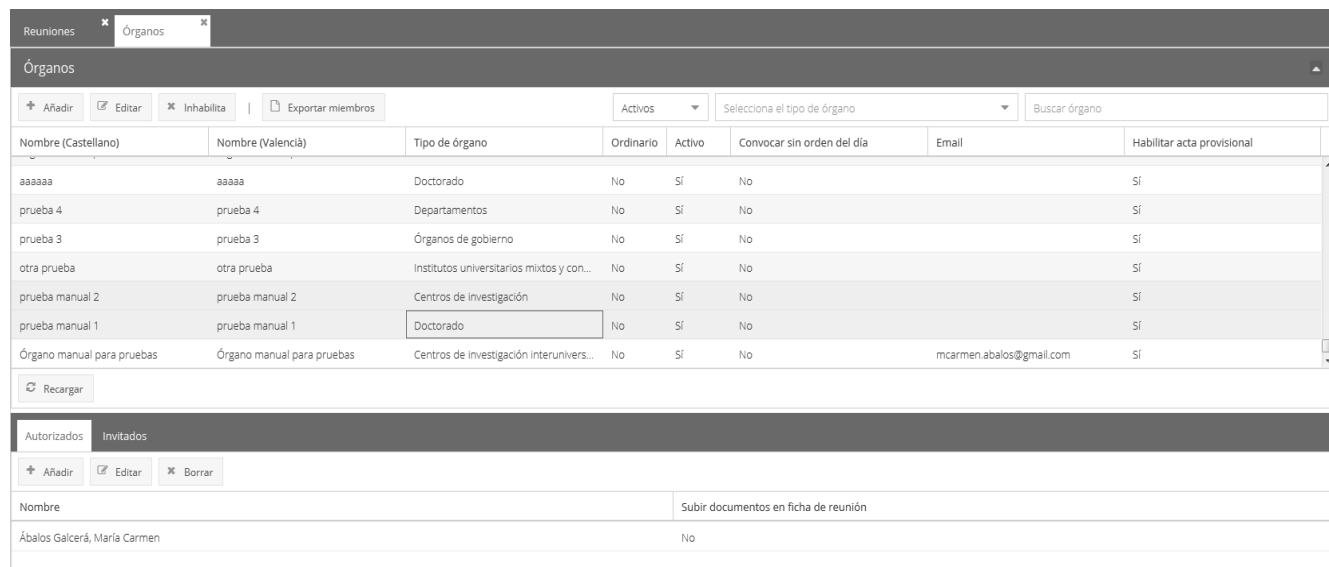 Reuniones Órganos
Órganos
Añadir Editar Inhabilita | Exportar miembros Activos Selecciona el tipo de órgano Buscar órgano
Nombre (Castellano) Nombre (Valencià) Tipo de órgano Ordinario Activo Convocar sin orden del día Email Habilitar acta provisional
aaaaaa aaaaa Doctorado No Sí No Sí
prueba 4 prueba 4 Departamentos No Sí No Sí
prueba 3 prueba 3 Órganos de gobierno No Sí No Sí
otra prueba otra prueba Institutos universitarios mixtos y con... No Sí No Sí
prueba manual 2 prueba manual 2 Centros de investigación No Sí No Sí
prueba manual 1 prueba manual 1 Doctorado No Sí No Sí
Órgano manual para pruebas Órgano manual para pruebas Centros de investigación interunivers... No Sí No mcarmen.abalos@gmail.com Sí
Recargar
Autorizados Invitados
Añadir Editar Borrar
Nombre Subir documentos en ficha de reunión
Ábalos Galcerá, María Carmen No